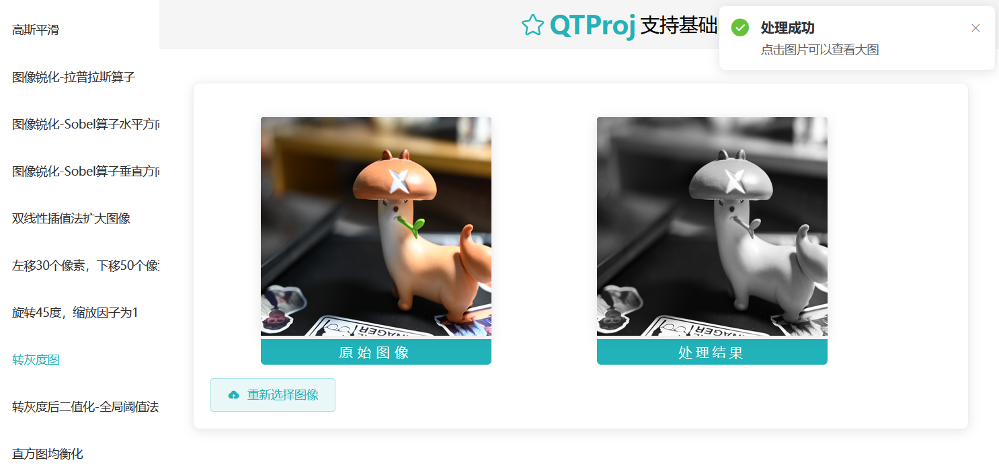 高斯平滑
图像锐化-拉普拉斯算子
图像锐化-Sobel算子水平方向
图像锐化-Sobel算子垂直方向
双线性插值法扩大图像
左移30个像素，下移50个像
旋转45度，缩放因子为1
转灰度图
转灰度后二值化-全局阈值法
直方图均衡化
QTProj 支持基础
处理成功
点击图片可以查看大图
NAGER
NAGER
原始图像
处理结果
重新选择图像